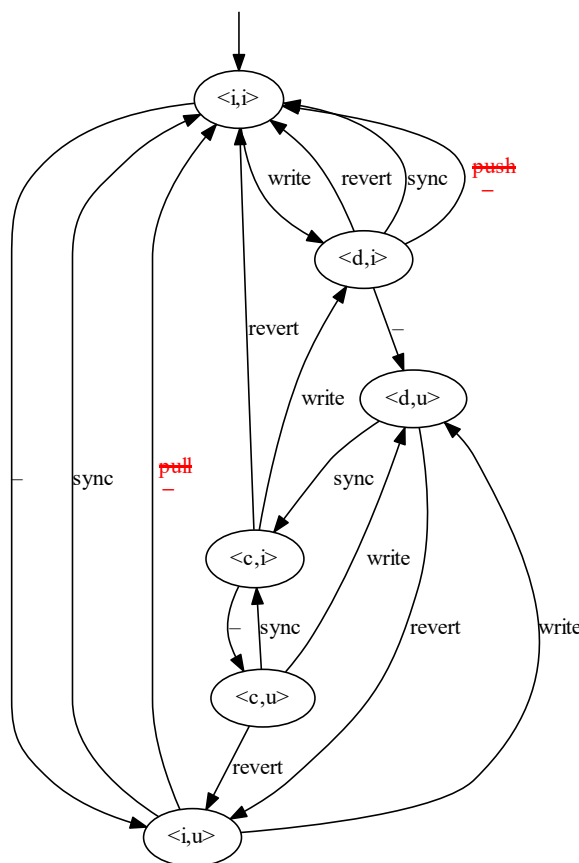 <i,i>
push
–
write
revert
sync
<d,i>
–
revert
<d,u>
write
pull
–
–
sync
sync
write
<c,i>
–
sync
revert
write
<c,u>
revert
<i,u>